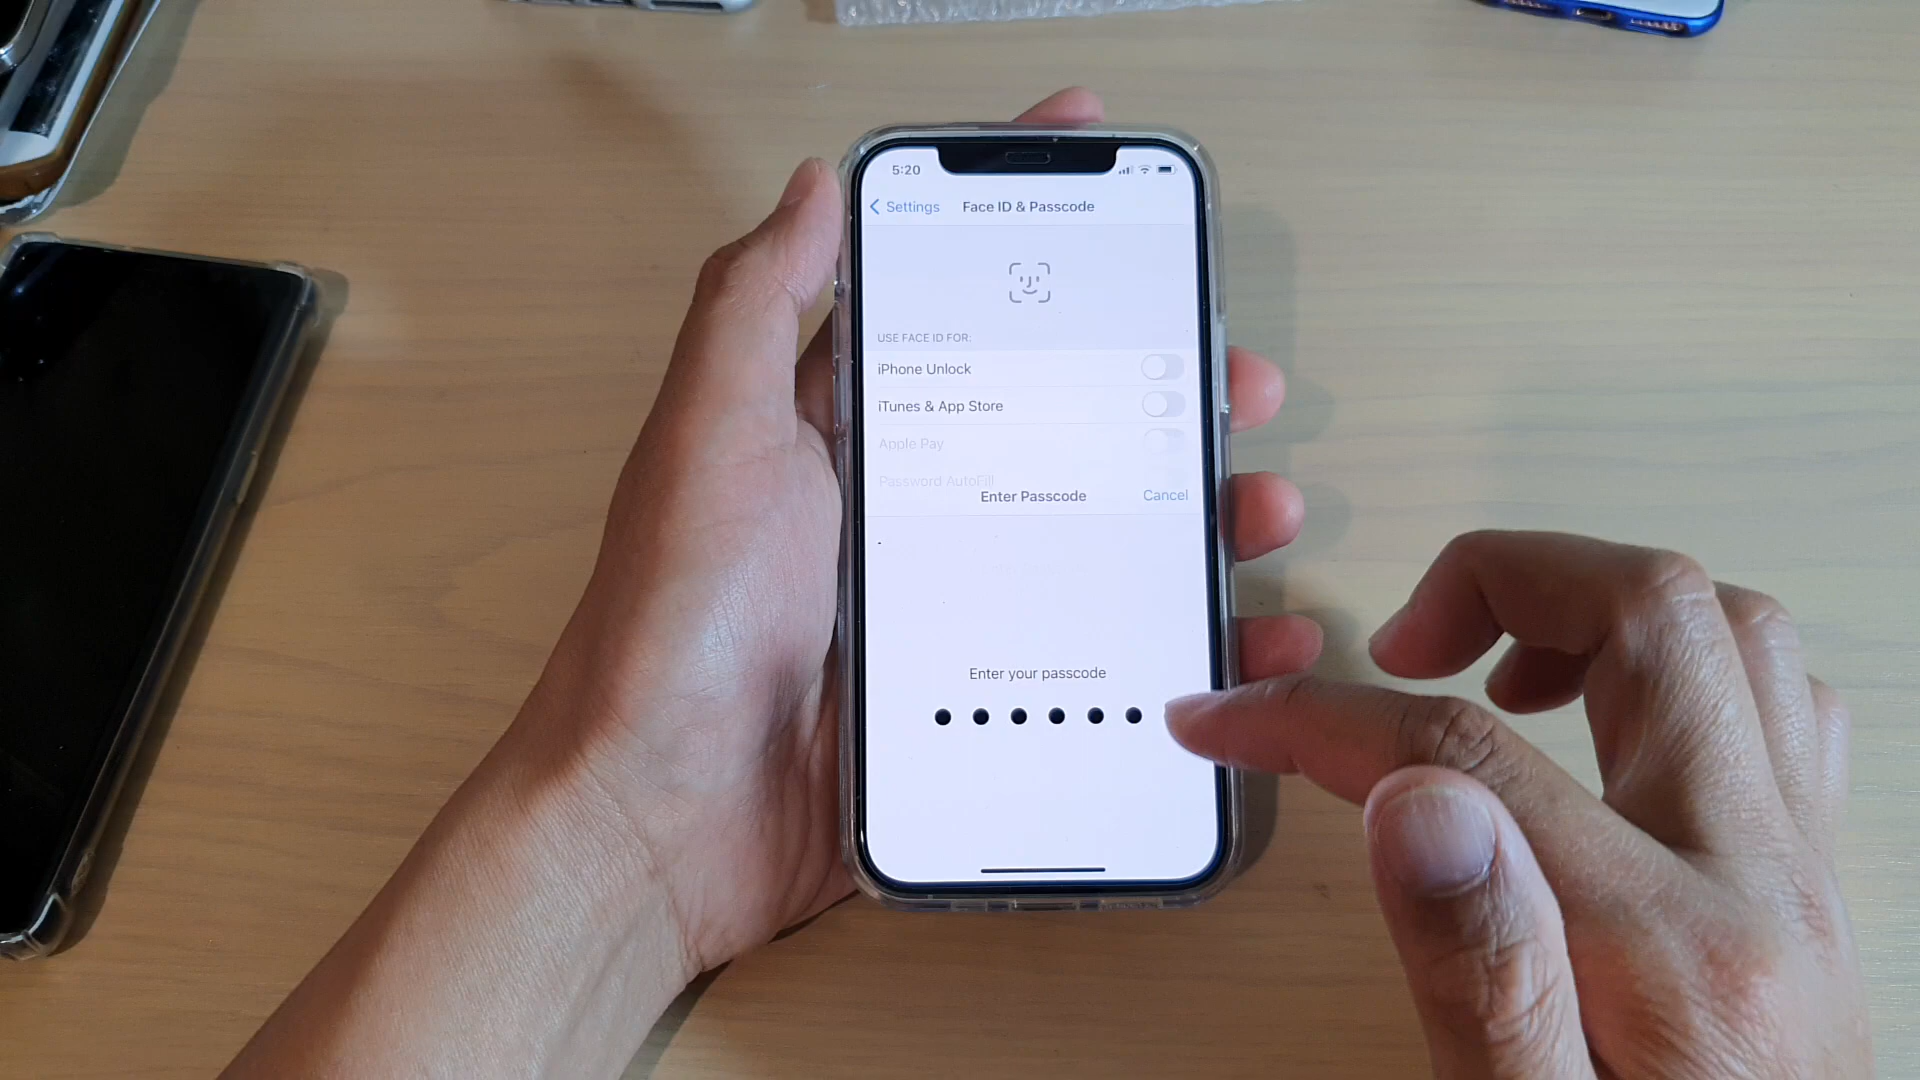 5:20
Settings
Face ID & Passcode
USE FACE ID FOR:
iPhone Unlock
iTunes & App Store
Apple Pay
Password AutoFill
Enter Passcode
Cancel
Enter your passcode